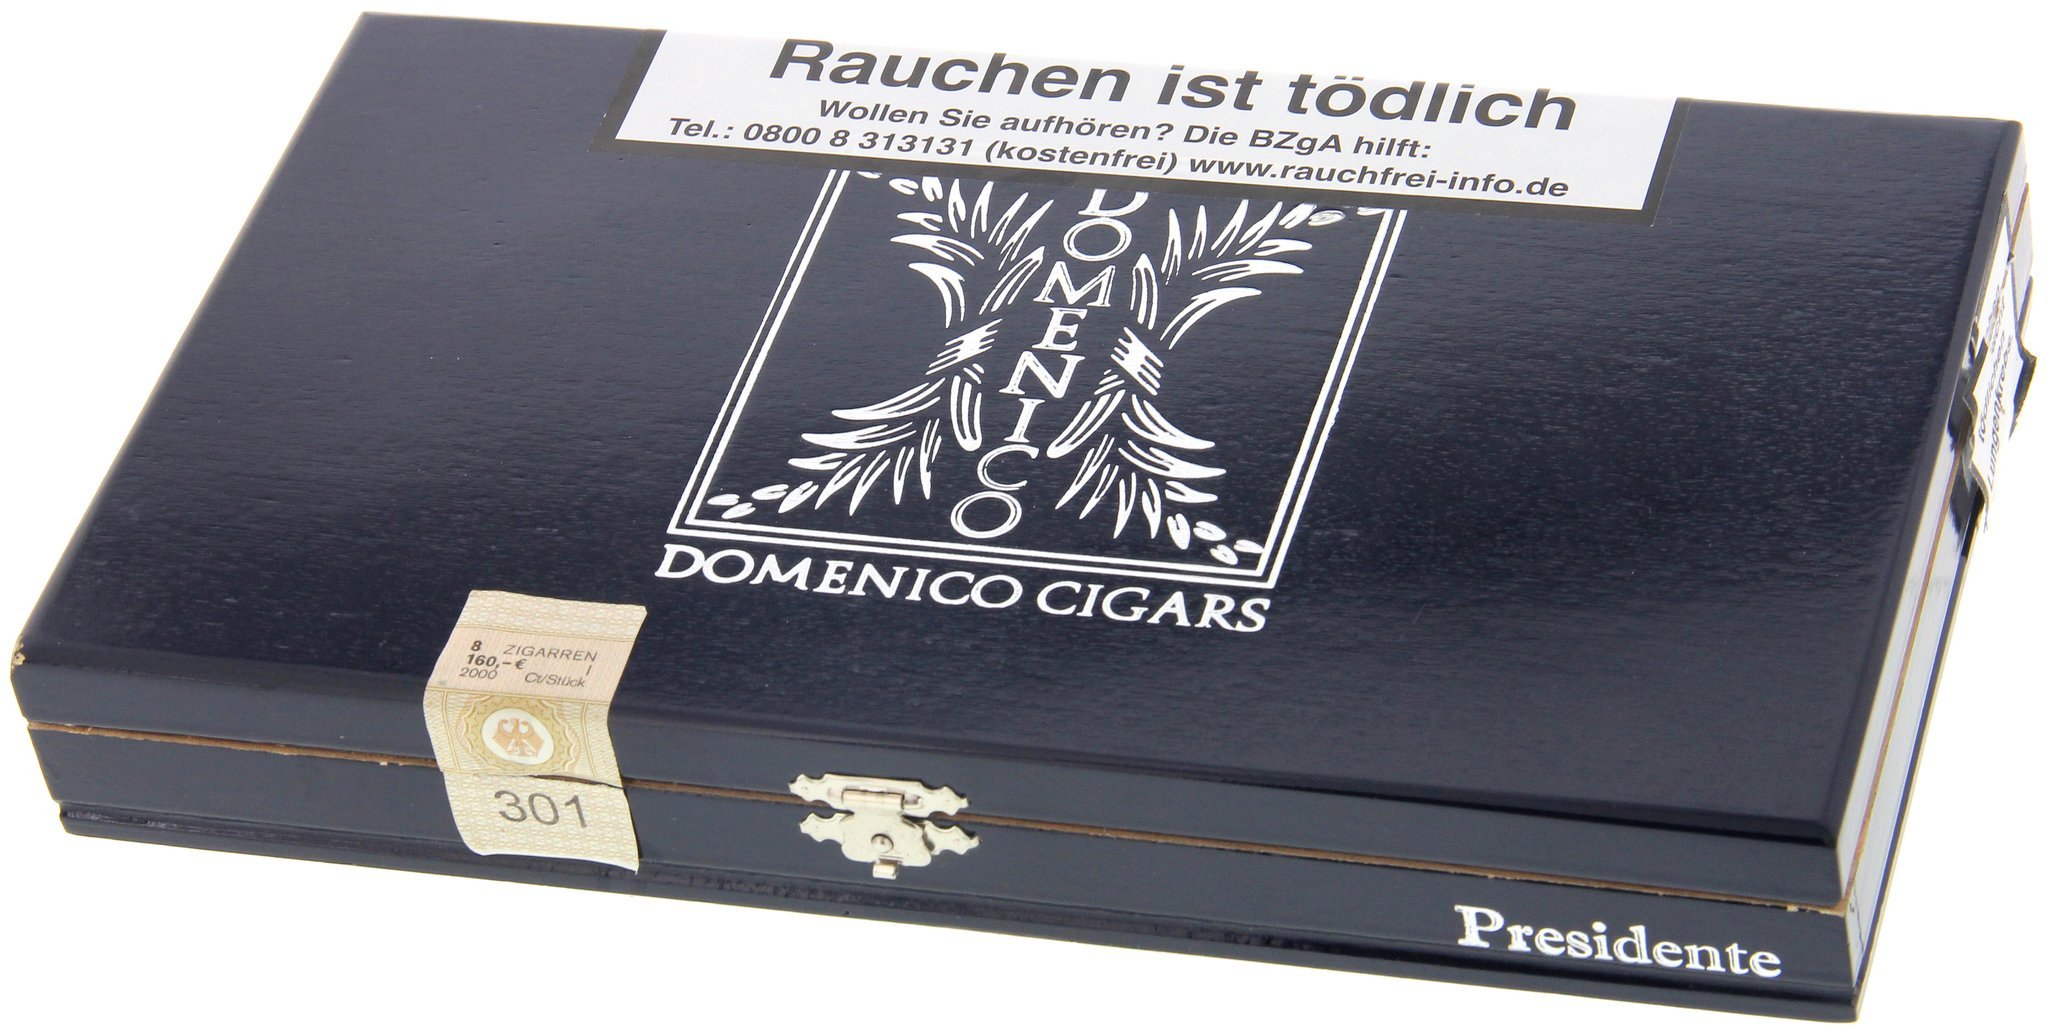 Rauchen ist tödlich
Wollen Sie aufhören? Die BZgA hilft:
Tel.: 0800 8 313131 (kostenfrei) www.rauchfrei-info.de
DOMENICO
DOMENICO CIGARS
8 ZIGARREN
160,– € I
2000 Ct/Stück
301
Presidente